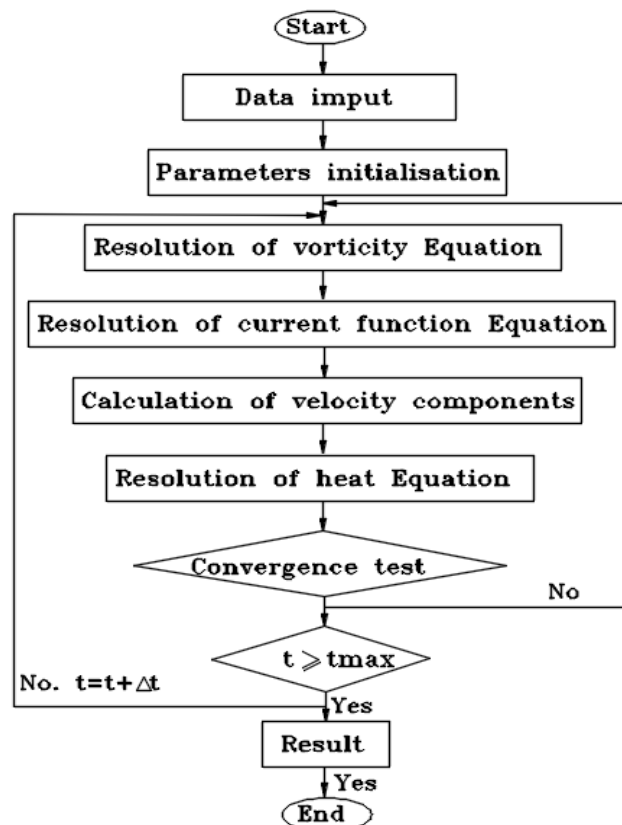 Start
Data imput
Parameters initialisation
Resolution of vorticity Equation
Resolution of current function Equation
Calculation of velocity components
Resolution of heat Equation
Convergence test
No
t ⩾ tmax
No. t=t+Δt
Yes
Result
Yes
End